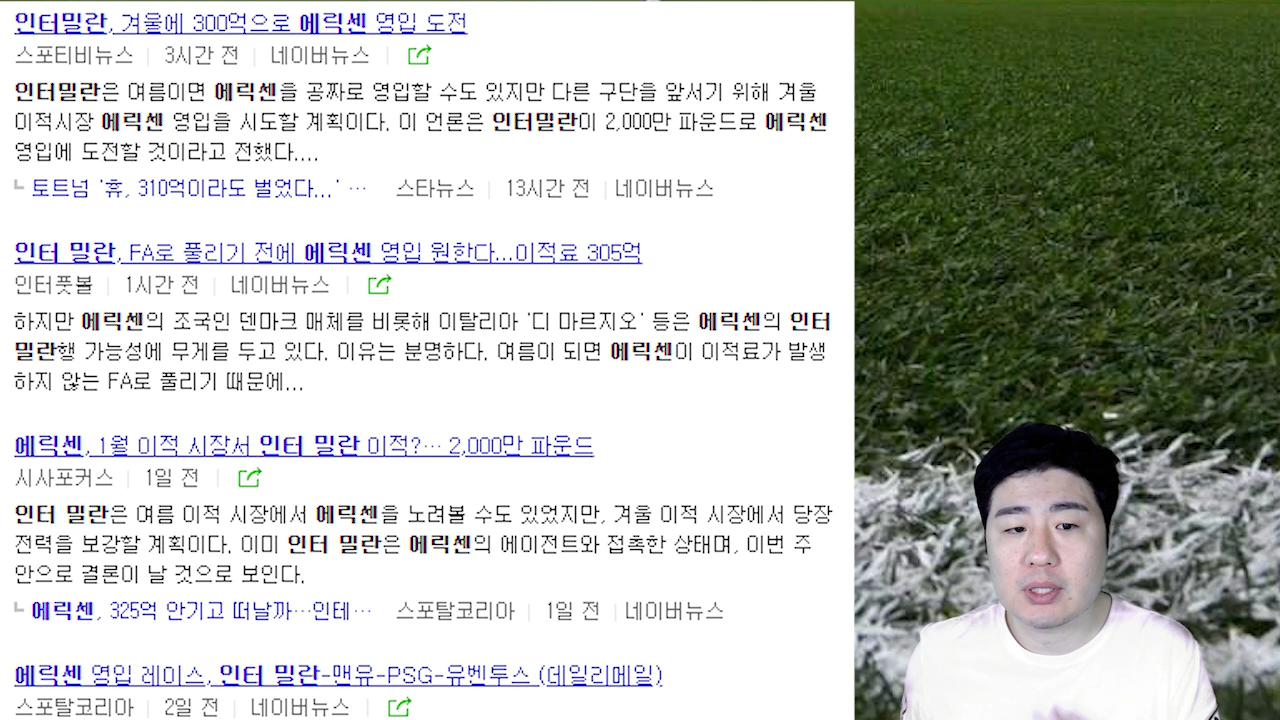 인터밀란, 겨울에 300억으로 에릭센 영입 도전
스포티비뉴스 3시간 전 네이버뉴스
인터밀란은 여름이면 에릭센을 공짜로 영입할 수도 있지만 다른 구단을 앞서기 위해 겨울
이적시장 에릭센 영입을 시도할 계획이다. 이 언론은 인터밀란이 2,000만 파운드로 에릭센
영입에 도전할 것이라고 전했다....
토트넘 '휴, 310억이라도 벌었다...' … 스타뉴스 13시간 전 네이버뉴스
인터 밀란, FA로 풀리기 전에 에릭센 영입 원한다...이적료 305억
인터풋볼 1시간 전 네이버뉴스
하지만 에릭센의 조국인 덴마크 매체를 비롯해 이탈리아 '디 마르지오' 등은 에릭센의 인터
밀란행 가능성에 무게를 두고 있다. 이유는 분명하다. 여름이 되면 에릭센이 이적료가 발생
하지 않는 FA로 풀리기 때문에...
에릭센, 1월 이적 시장서 인터 밀란 이적?… 2,000만 파운드
시사포커스 1일 전
인터 밀란은 여름 이적 시장에서 에릭센을 노려볼 수도 있었지만, 겨울 이적 시장에서 당장
전력을 보강할 계획이다. 이미 인터 밀란은 에릭센의 에이전트와 접촉한 상태며, 이번 주
안으로 결론이 날 것으로 보인다.
에릭센, 325억 안기고 떠날까…인테… 스포탈코리아 1일 전 네이버뉴스
에릭센 영입 레이스, 인터 밀란-맨유-PSG-유벤투스 (데일리메일)
스포탈코리아 2일 전 네이버뉴스